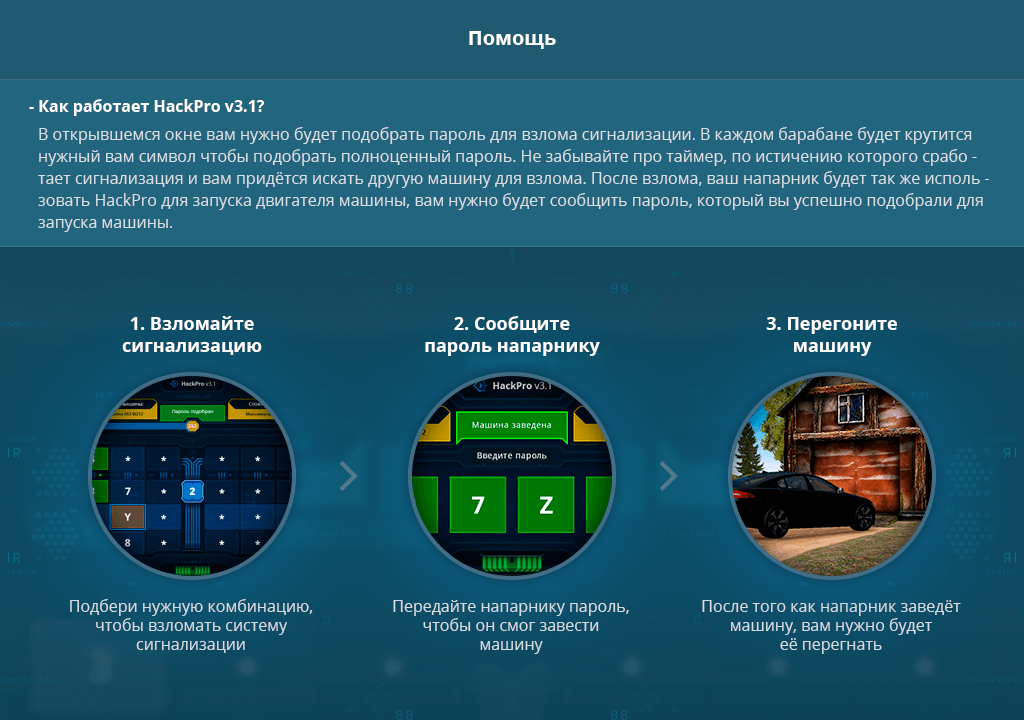 Помощь
- Как работает HackPro v3.1?
В открывшемся окне вам нужно будет подобрать пароль для взлома сигнализации. В каждом барабане будет крутится
нужный вам символ чтобы подобрать полноценный пароль. Не забывайте про таймер, по истичению которого срабо -
тает сигнализация и вам придётся искать другую машину для взлома. После взлома, ваш напарник будет так же исполь -
зовать HackPro для запуска двигателя машины, вам нужно будет сообщить пароль, который вы успешно подобрали для
запуска машины.
1. Взломайте
сигнализацию
2. Сообщите
пароль напарнику
3. Перегоните
машину
HackPro v3.1
Пароль подобран
* * * *
7 * 2 * *
Y * * *
8 * * *
HackPro v3.1
Машина заведена
2
Введите пароль
7 Z
Подбери нужную комбинацию,
чтобы взломать систему
сигнализации
Передайте напарнику пароль,
чтобы он смог завести
машину
После того как напарник заведёт
машину, вам нужно будет
её перегнать